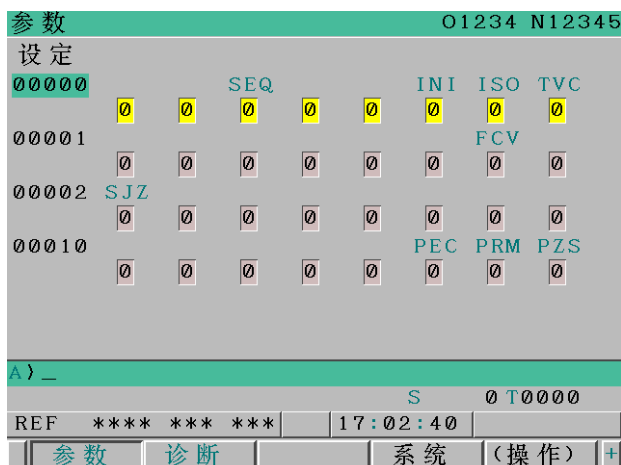 参数 O1234 N12345
设定
00000 SEQ INI ISO TVC
0 0 0 0 0 0 0 0
00001 FCV
0 0 0 0 0 0 0 0
00002 SJZ
0 0 0 0 0 0 0 0
00010 PEC PRM PZS
0 0 0 0 0 0 0 0
A)_
S 0 T0000
REF **** *** *** 17:02:40
参数 诊断 系统 (操作) +